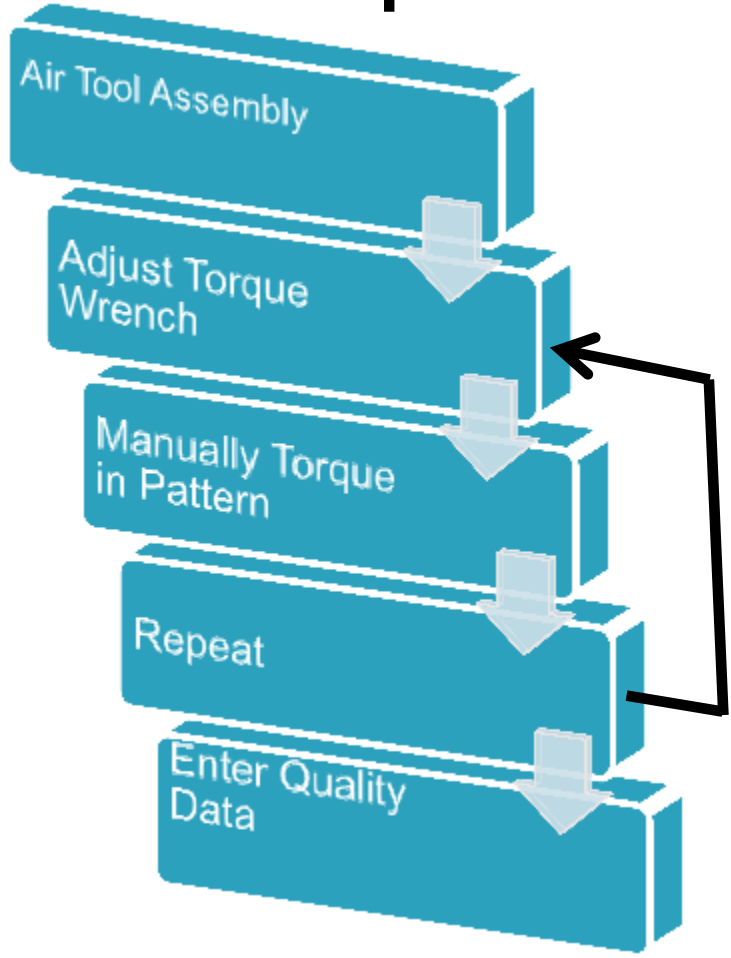 Air Tool Assembly
Adjust Torque
Wrench
Manually Torque
in Pattern
Repeat
Enter Quality
Data